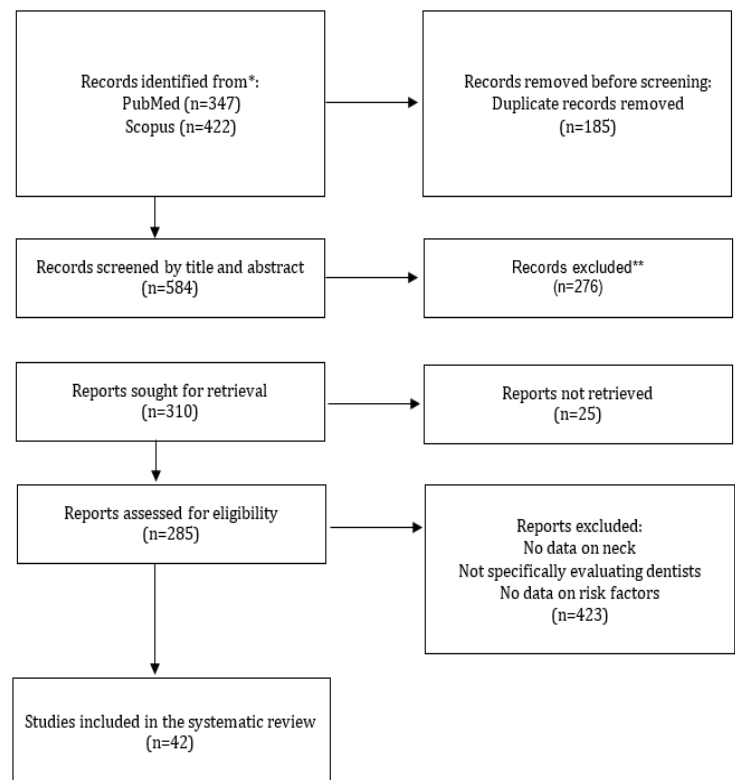 Records identified from*:
PubMed (n=347)
Scopus (n=422)
Records removed before screening:
Duplicate records removed
(n=185)
Records screened by title and abstract
(n=584)
Records excluded**
(n=276)
Reports sought for retrieval
(n=310)
Reports not retrieved
(n=25)
Reports assessed for eligibility
(n=285)
Reports excluded:
No data on neck
Not specifically evaluating dentists
No data on risk factors
(n=423)
Studies included in the systematic review
(n=42)